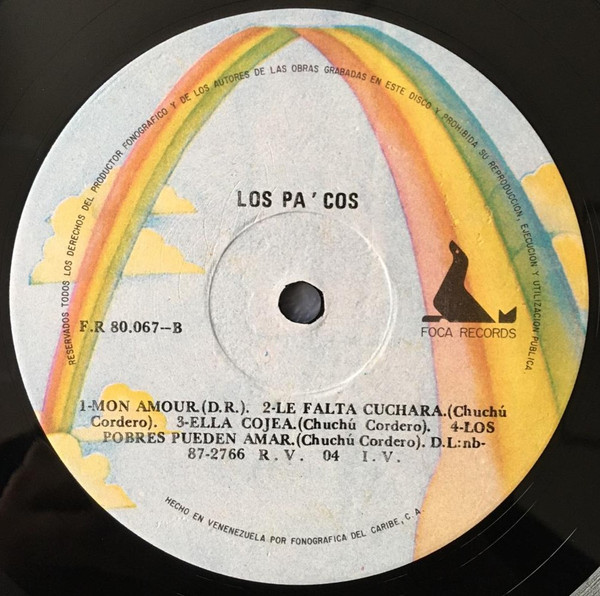 RESERVADOS TODOS LOS DERECHOS DEL PRODUCTOR FONOGRAFICO Y DE LOS AUTORES DE LAS OBRAS GRABADAS EN ESTE DISCO Y PROHIBIDA SU REPRODUCCION, EJECUCION Y UTILIZACION PUBLICA.
LOS PA'COS
F.R 80.067--B
FOCA RECORDS
1-MON AMOUR.(D.R.). 2-LE FALTA CUCHARA.(Chuchú
Cordero). 3-ELLA COJEA.(Chuchú Cordero). 4-LOS
POBRES PUEDEN AMAR.(Chuchú Cordero). D.L:nb-
87-2766 R.V. 04 I.V.
HECHO EN VENENEZUELA POR FONOGRAFICA DEL CARIBE, C.A.